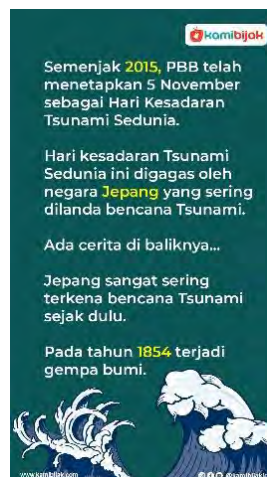 kamibijak
Semenjak 2015, PBB telah
menetapkan 5 November
sebagai Hari Kesadaran
Tsunami Sedunia.
Hari kesadaran Tsunami
Sedunia ini digagas oleh
negara Jepang yang sering
dilanda bencana Tsunami.
Ada cerita di baliknya...
Jepang sangat sering
terkena bencana Tsunami
sejak dulu.
Pada tahun 1854 terjadi
gempa bumi.
www.kamibijak.com